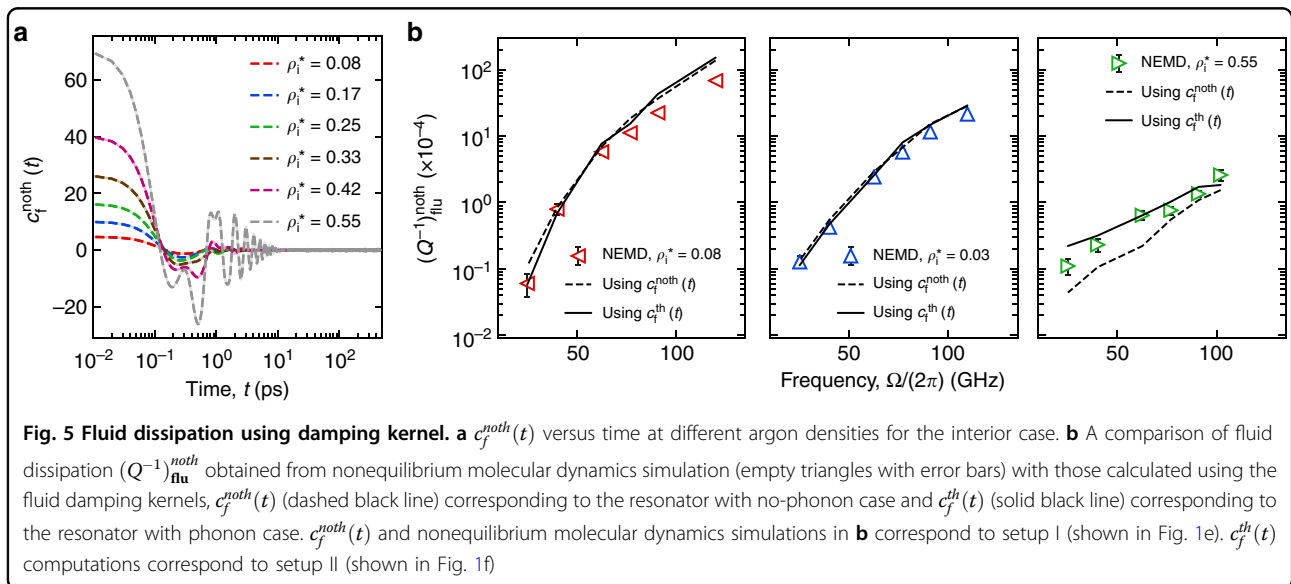 a
c_f^noth (t)
60
40
20
0
−20
ρ_i^* = 0.08
ρ_i^* = 0.17
ρ_i^* = 0.25
ρ_i^* = 0.33
ρ_i^* = 0.42
ρ_i^* = 0.55
10^−2 10^−1 10^0 10^1 10^2
Time, t (ps)
b
(Q^−1)_flu^noth (×10^−4)
10^2
10^1
10^0
10^−1
10^−2
NEMD, ρ_i^* = 0.08
Using c_f^noth (t)
Using c_f^th (t)
50 100
NEMD, ρ_i^* = 0.03
Using c_f^noth (t)
Using c_f^th (t)
50 100
Frequency, Ω/(2π) (GHz)
NEMD, ρ_i^* = 0.55
Using c_f^noth (t)
Using c_f^th (t)
50 100
Fig. 5 Fluid dissipation using damping kernel. a c_f^noth(t) versus time at different argon densities for the interior case. b A comparison of fluid
dissipation (Q^−1)_flu^noth obtained from nonequilibrium molecular dynamics simulation (empty triangles with error bars) with those calculated using the
fluid damping kernels, c_f^noth(t) (dashed black line) corresponding to the resonator with no-phonon case and c_f^th(t) (solid black line) corresponding to
the resonator with phonon case. c_f^noth(t) and nonequilibrium molecular dynamics simulations in b correspond to setup I (shown in Fig. 1e). c_f^th(t)
computations correspond to setup II (shown in Fig. 1f)